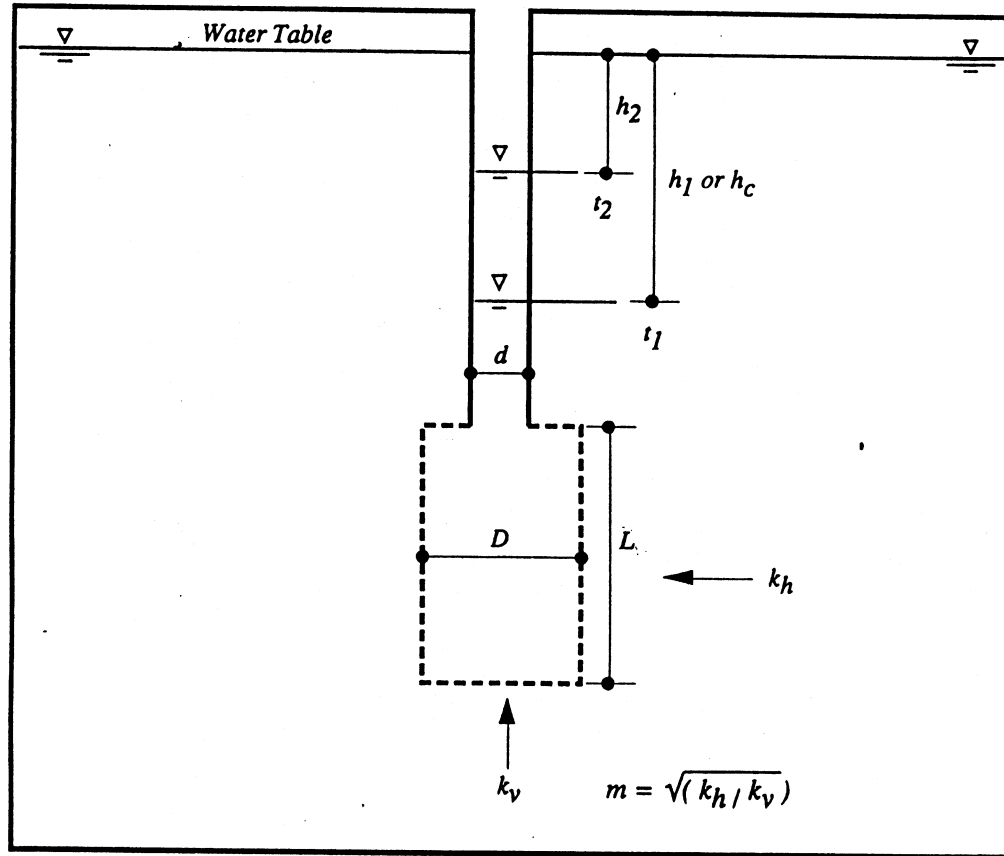 Water Table
h2
h1 or hc
t2
t1
d
D
L
kh
kv
m = √( kh / kv )